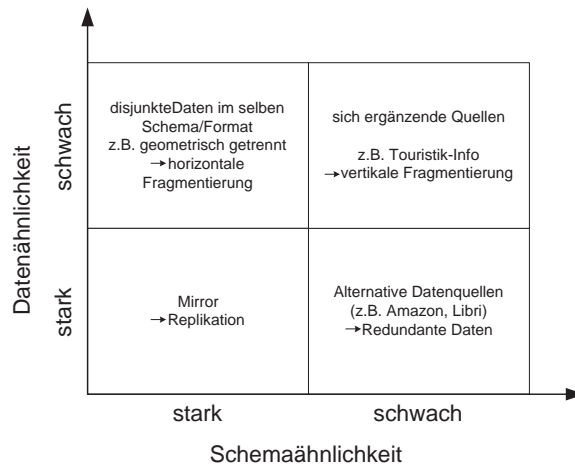 Datenähnlichkeit
schwach
stark
disjunkteDaten im selben
Schema/Format
z.B. geometrisch getrennt
→horizontale
Fragmentierung
sich ergänzende Quellen
z.B. Touristik-Info
→vertikale Fragmentierung
Mirror
→Replikation
Alternative Datenquellen
(z.B. Amazon, Libri)
→Redundante Daten
stark
schwach
Schemaähnlichkeit